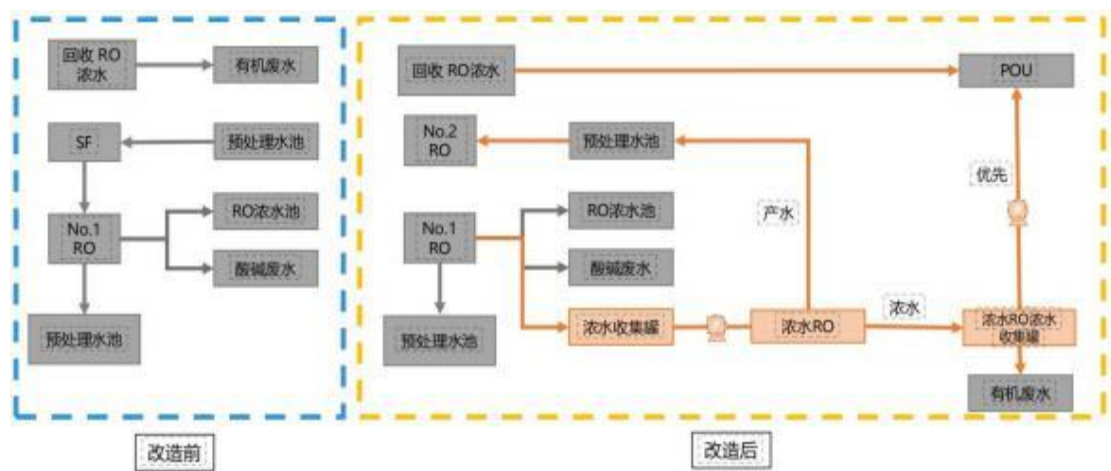 回收 RO
浓水
有机废水
SF
预处理水池
No.1
RO
RO浓水池
酸碱废水
预处理水池
改造前
回收 RO浓水
POU
No.2
RO
预处理水池
优先
产水
No.1
RO
RO浓水池
酸碱废水
预处理水池
浓水收集罐
浓水RO
浓水
浓水RO浓水
收集罐
有机废水
改造后